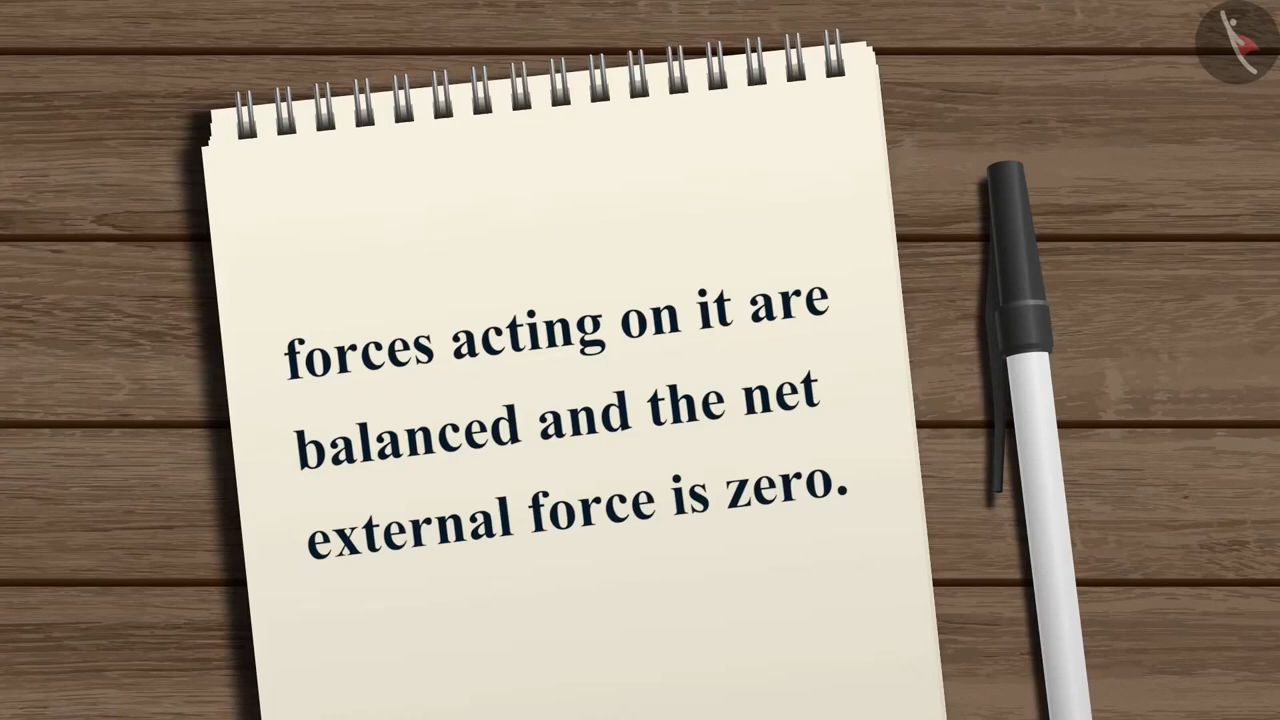 forces acting on it are
balanced and the net
external force is zero.